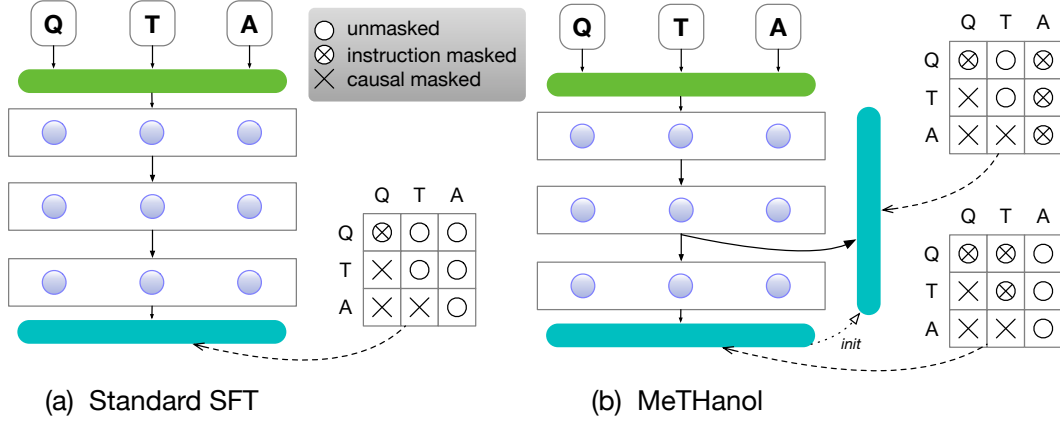 Q T A
unmasked
instruction masked
causal masked
Q T A
Q T A
Q
T
A
Q T A
Q
T
A
Q T A
Q
T
A
init
(a) Standard SFT
(b) MeTHanol